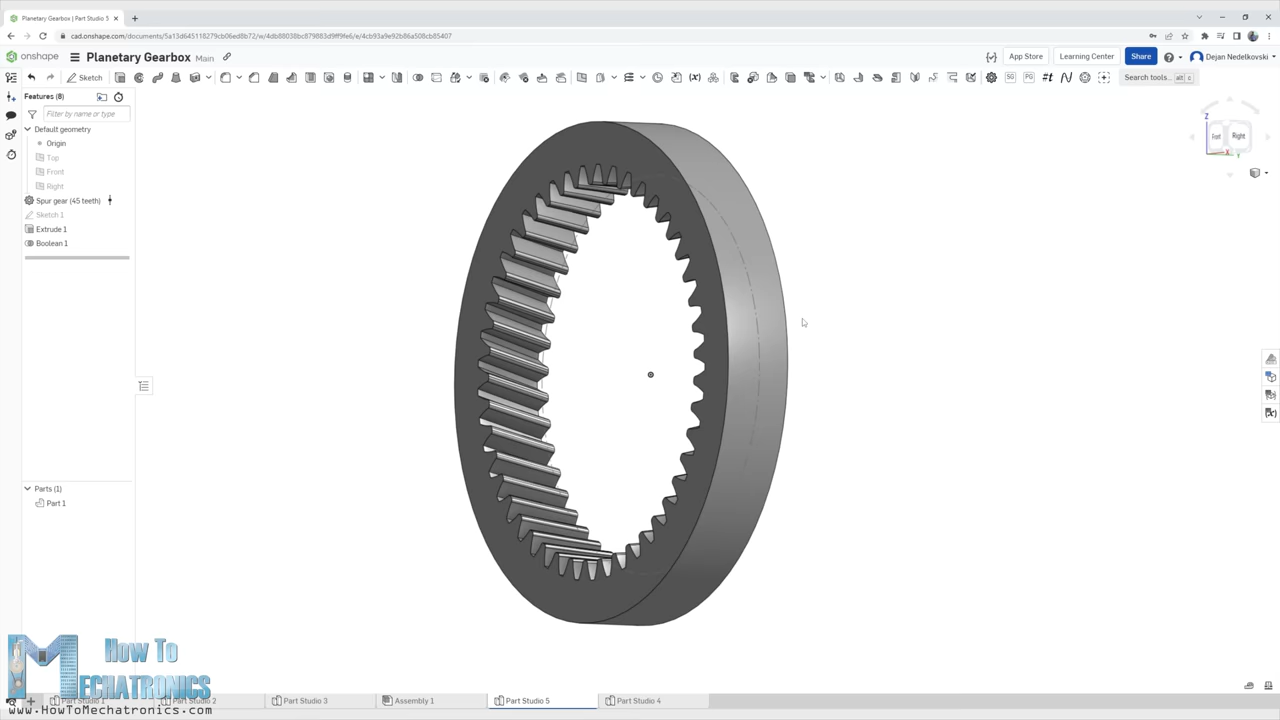 Planetary Gearbox | Part Studio 5
cad.onshape.com/documents/5a13d645118279cb06ed8b72/w/4db88038bc879883d9ff9fe6/e/4cb93a9e92b86a508cb85407
onshape
Planetary Gearbox Main
App Store
Learning Center
Share
Dejan Nedelkovski
Sketch
SG
PG
Search tools... alt c
Features (8)
Filter by name or type
Default geometry
Origin
Top
Front
Right
Spur gear (45 teeth)
Sketch 1
Extrude 1
Boolean 1
Parts (1)
Part 1
Z
Right
X
How To
MECHATRONICS
www.HowToMechatronics.com
Part Studio 3
Assembly 1
Part Studio 5
Part Studio 4